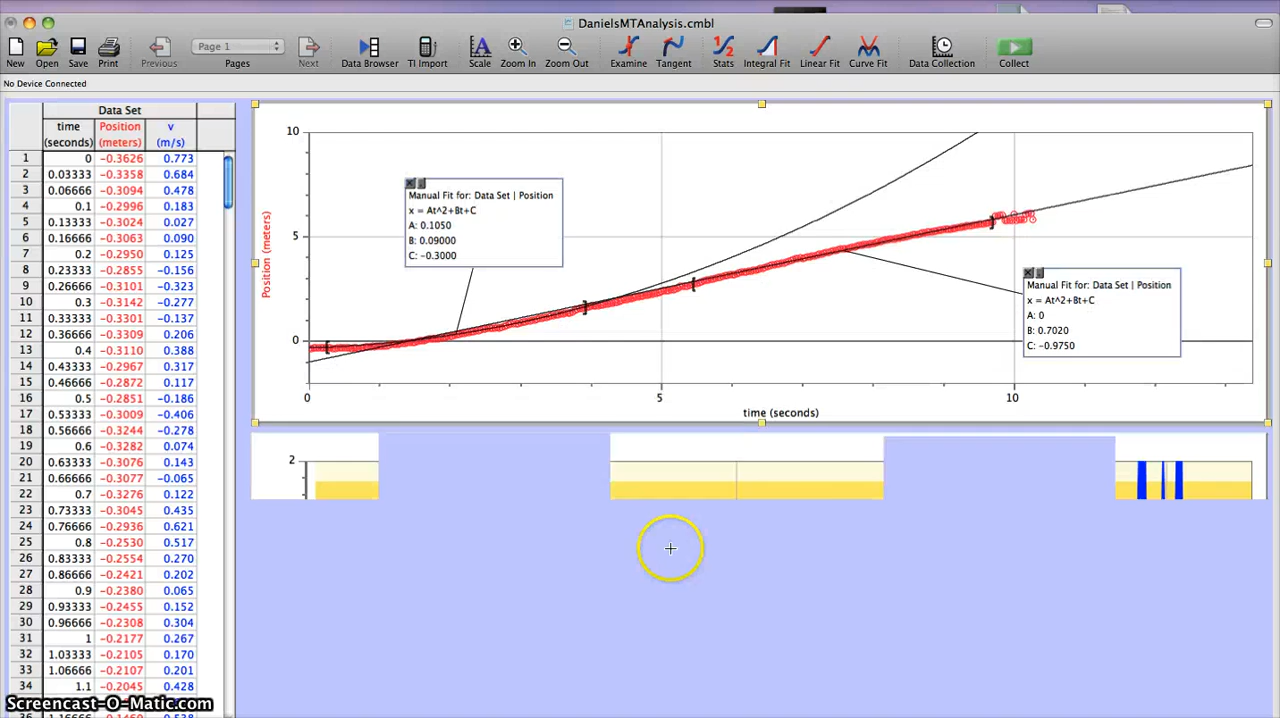 DanielsMTAnalysis.cmbl
New Open Save Print Previous Page 1 Pages Next Data Browser TI Import Scale Zoom In Zoom Out Examine Tangent Stats Integral Fit Linear Fit Curve Fit Data Collection Collect
No Device Connected
Data Set
time (seconds) Position (meters) v (m/s)
1 0 -0.3626 0.773
2 0.03333 -0.3358 0.684
3 0.06666 -0.3094 0.478
4 0.1 -0.2996 0.183
5 0.13333 -0.3024 0.027
6 0.16666 -0.3063 0.090
7 0.2 -0.2950 0.125
8 0.23333 -0.2855 -0.156
9 0.26666 -0.3101 -0.323
10 0.3 -0.3142 -0.277
11 0.33333 -0.3301 -0.137
12 0.36666 -0.3309 0.206
13 0.4 -0.3110 0.388
14 0.43333 -0.2967 0.317
15 0.46666 -0.2872 0.117
16 0.5 -0.2851 -0.186
17 0.53333 -0.3009 -0.406
18 0.56666 -0.3244 -0.278
19 0.6 -0.3282 0.074
20 0.63333 -0.3076 0.143
21 0.66666 -0.3077 -0.065
22 0.7 -0.3276 0.122
23 0.73333 -0.3045 0.435
24 0.76666 -0.2936 0.621
25 0.8 -0.2530 0.517
26 0.83333 -0.2554 0.270
27 0.86666 -0.2421 0.202
28 0.9 -0.2380 0.065
29 0.93333 -0.2455 0.152
30 0.96666 -0.2308 0.304
31 1 -0.2177 0.267
32 1.03333 -0.2155 0.170
33 1.06666 -0.2107 0.201
34 1.1 -0.2045 0.428
Screencast-O-Matic.com
Position (meters)
10
5
0
0 5 10
time (seconds)
Manual Fit for: Data Set | Position
x = At^2+Bt+C
A: 0.1050
B: 0.09000
C: -0.3000
Manual Fit for: Data Set | Position
x = At^2+Bt+C
A: 0
B: 0.7020
C: -0.9750
2